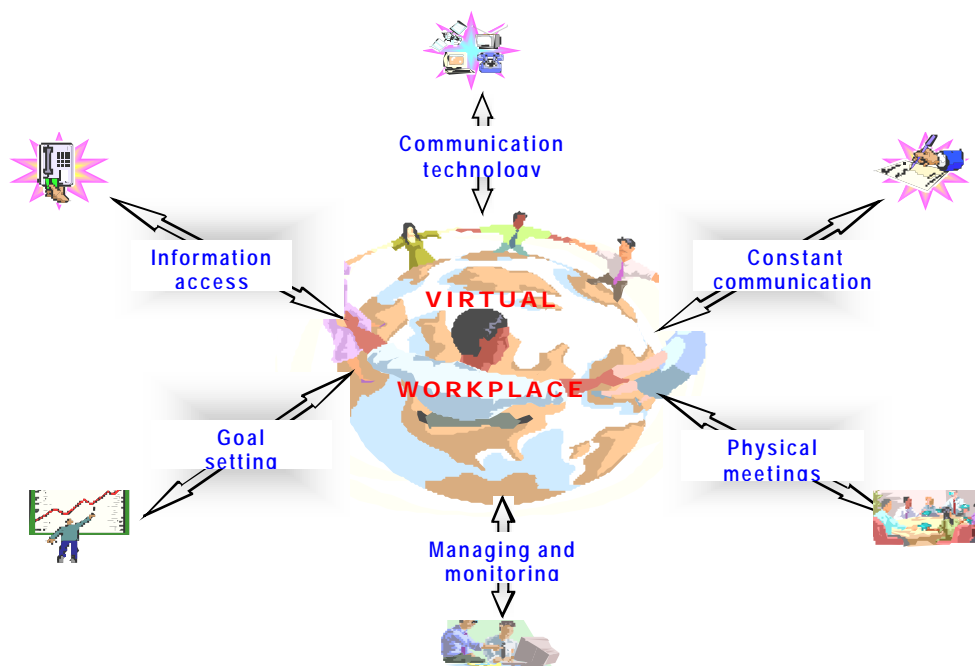 Communication
technology
Information
access
Constant
communication
VIRTUAL
WORKPLACE
Goal
setting
Physical
meetings
Managing and
monitoring